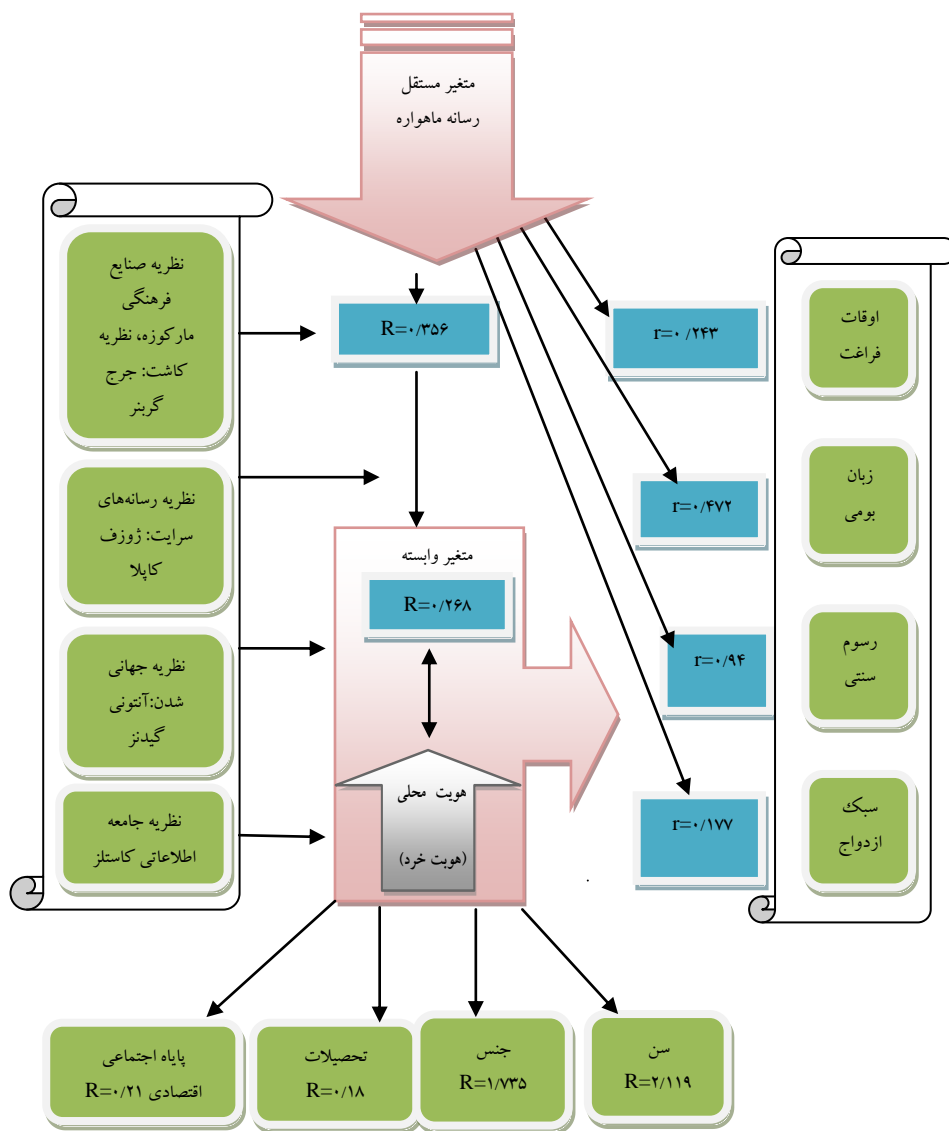 متغیر مستقل
رسانه ماهواره
نظریه صنایع
فرهنگی
مارکوزه، نظریه
کاشت: جرج
گربنر
نظریه رسانه‌های
سرایت: ژوزف
کاپلا
نظریه جهانی
شدن:آنتونی
گیدنز
نظریه جامعه
اطلاعاتی کاستلز
R=۰/۳۵۶
متغیر وابسته
R=۰/۲۶۸
هویت محلی
(هوبت خرد)
r=۰/۲۴۳
r=۰/۴۷۲
r=۰/۹۴
r=۰/۱۷۷
اوقات
فراغت
زبان
بومی
رسوم
سنتی
سبک
ازدواج
سن
R=۲/۱۱۹
جنس
R=۱/۷۳۵
تحصیلات
R=۰/۱۸
پایاه اجتماعی
اقتصادی R=۰/۲۱